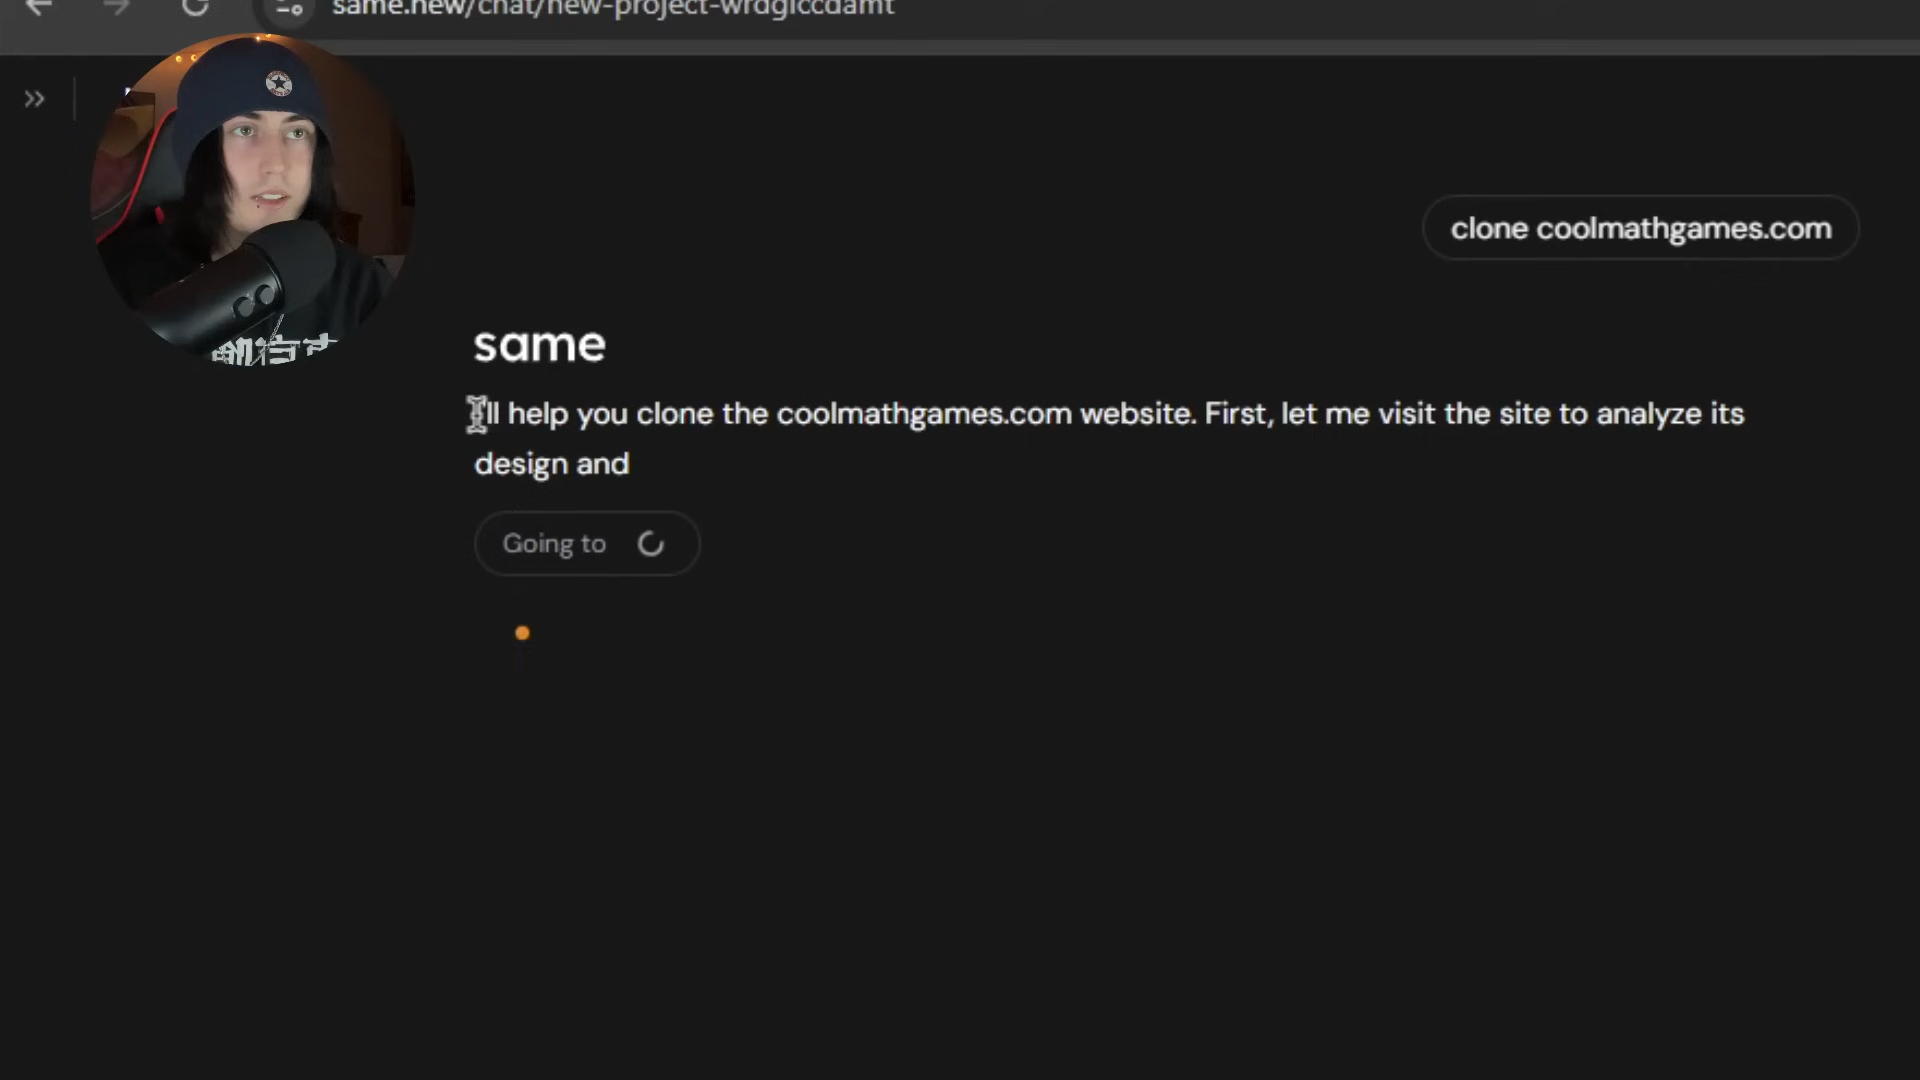 same.new/chat/new-project-wrdglccdamt
clone coolmathgames.com
same
I'll help you clone the coolmathgames.com website. First, let me visit the site to analyze its
design and
Going to